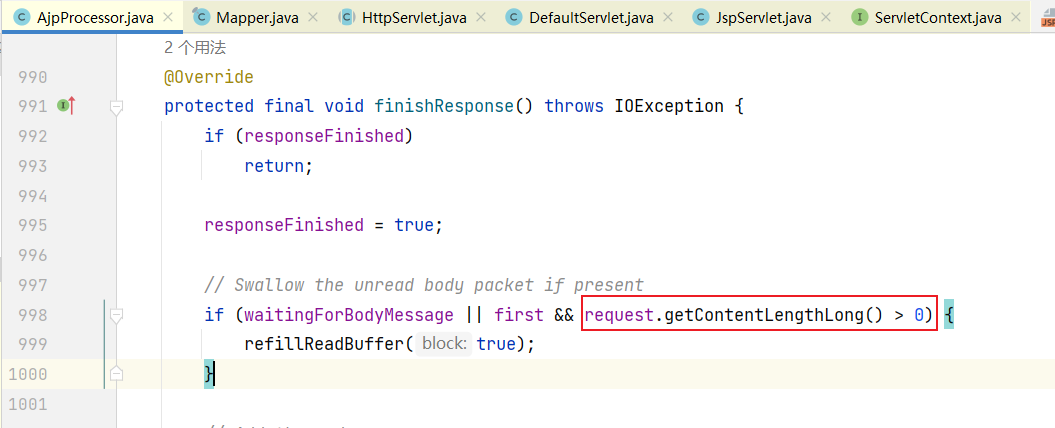 AjpProcessor.java Mapper.java HttpServlet.java DefaultServlet.java JspServlet.java ServletContext.java JSP
2 个用法
990 @Override
991 protected final void finishResponse() throws IOException {
992 if (responseFinished)
993 return;
994
995 responseFinished = true;
996
997 // Swallow the unread body packet if present
998 if (waitingForBodyMessage || first && request.getContentLengthLong() > 0) {
999 refillReadBuffer( block: true);
1000 }
1001